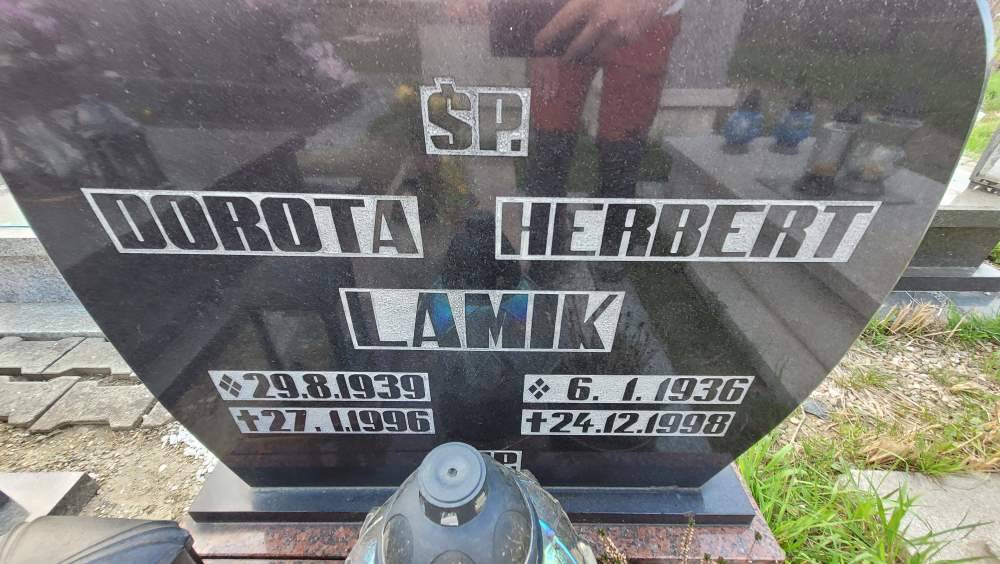 ŚP.
DOROTA HERBERT
LAMIK
❖ 29.8.1939 ❖ 6. 1. 1936
✝27. 1.1996 ✝24.12.1998